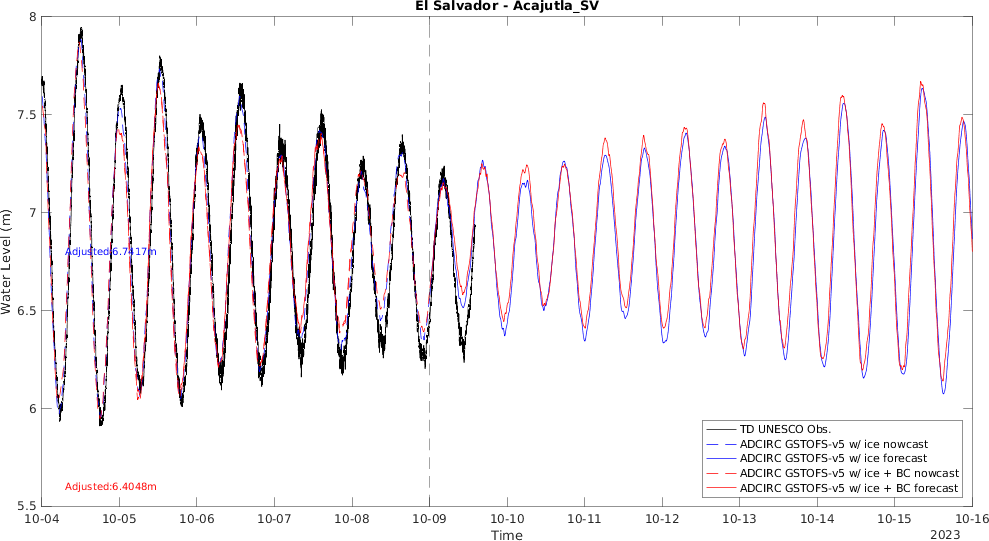 El Salvador - Acajutla_SV
8
7.5
7
6.5
6
5.5
Water Level (m)
Adjusted:6.7417m
Adjusted:6.4048m
TD UNESCO Obs.
ADCIRC GSTOFS-v5 w/ ice nowcast
ADCIRC GSTOFS-v5 w/ ice forecast
ADCIRC GSTOFS-v5 w/ ice + BC nowcast
ADCIRC GSTOFS-v5 w/ ice + BC forecast
10-04 10-05 10-06 10-07 10-08 10-09 10-10 10-11 10-12 10-13 10-14 10-15 10-16
Time
2023